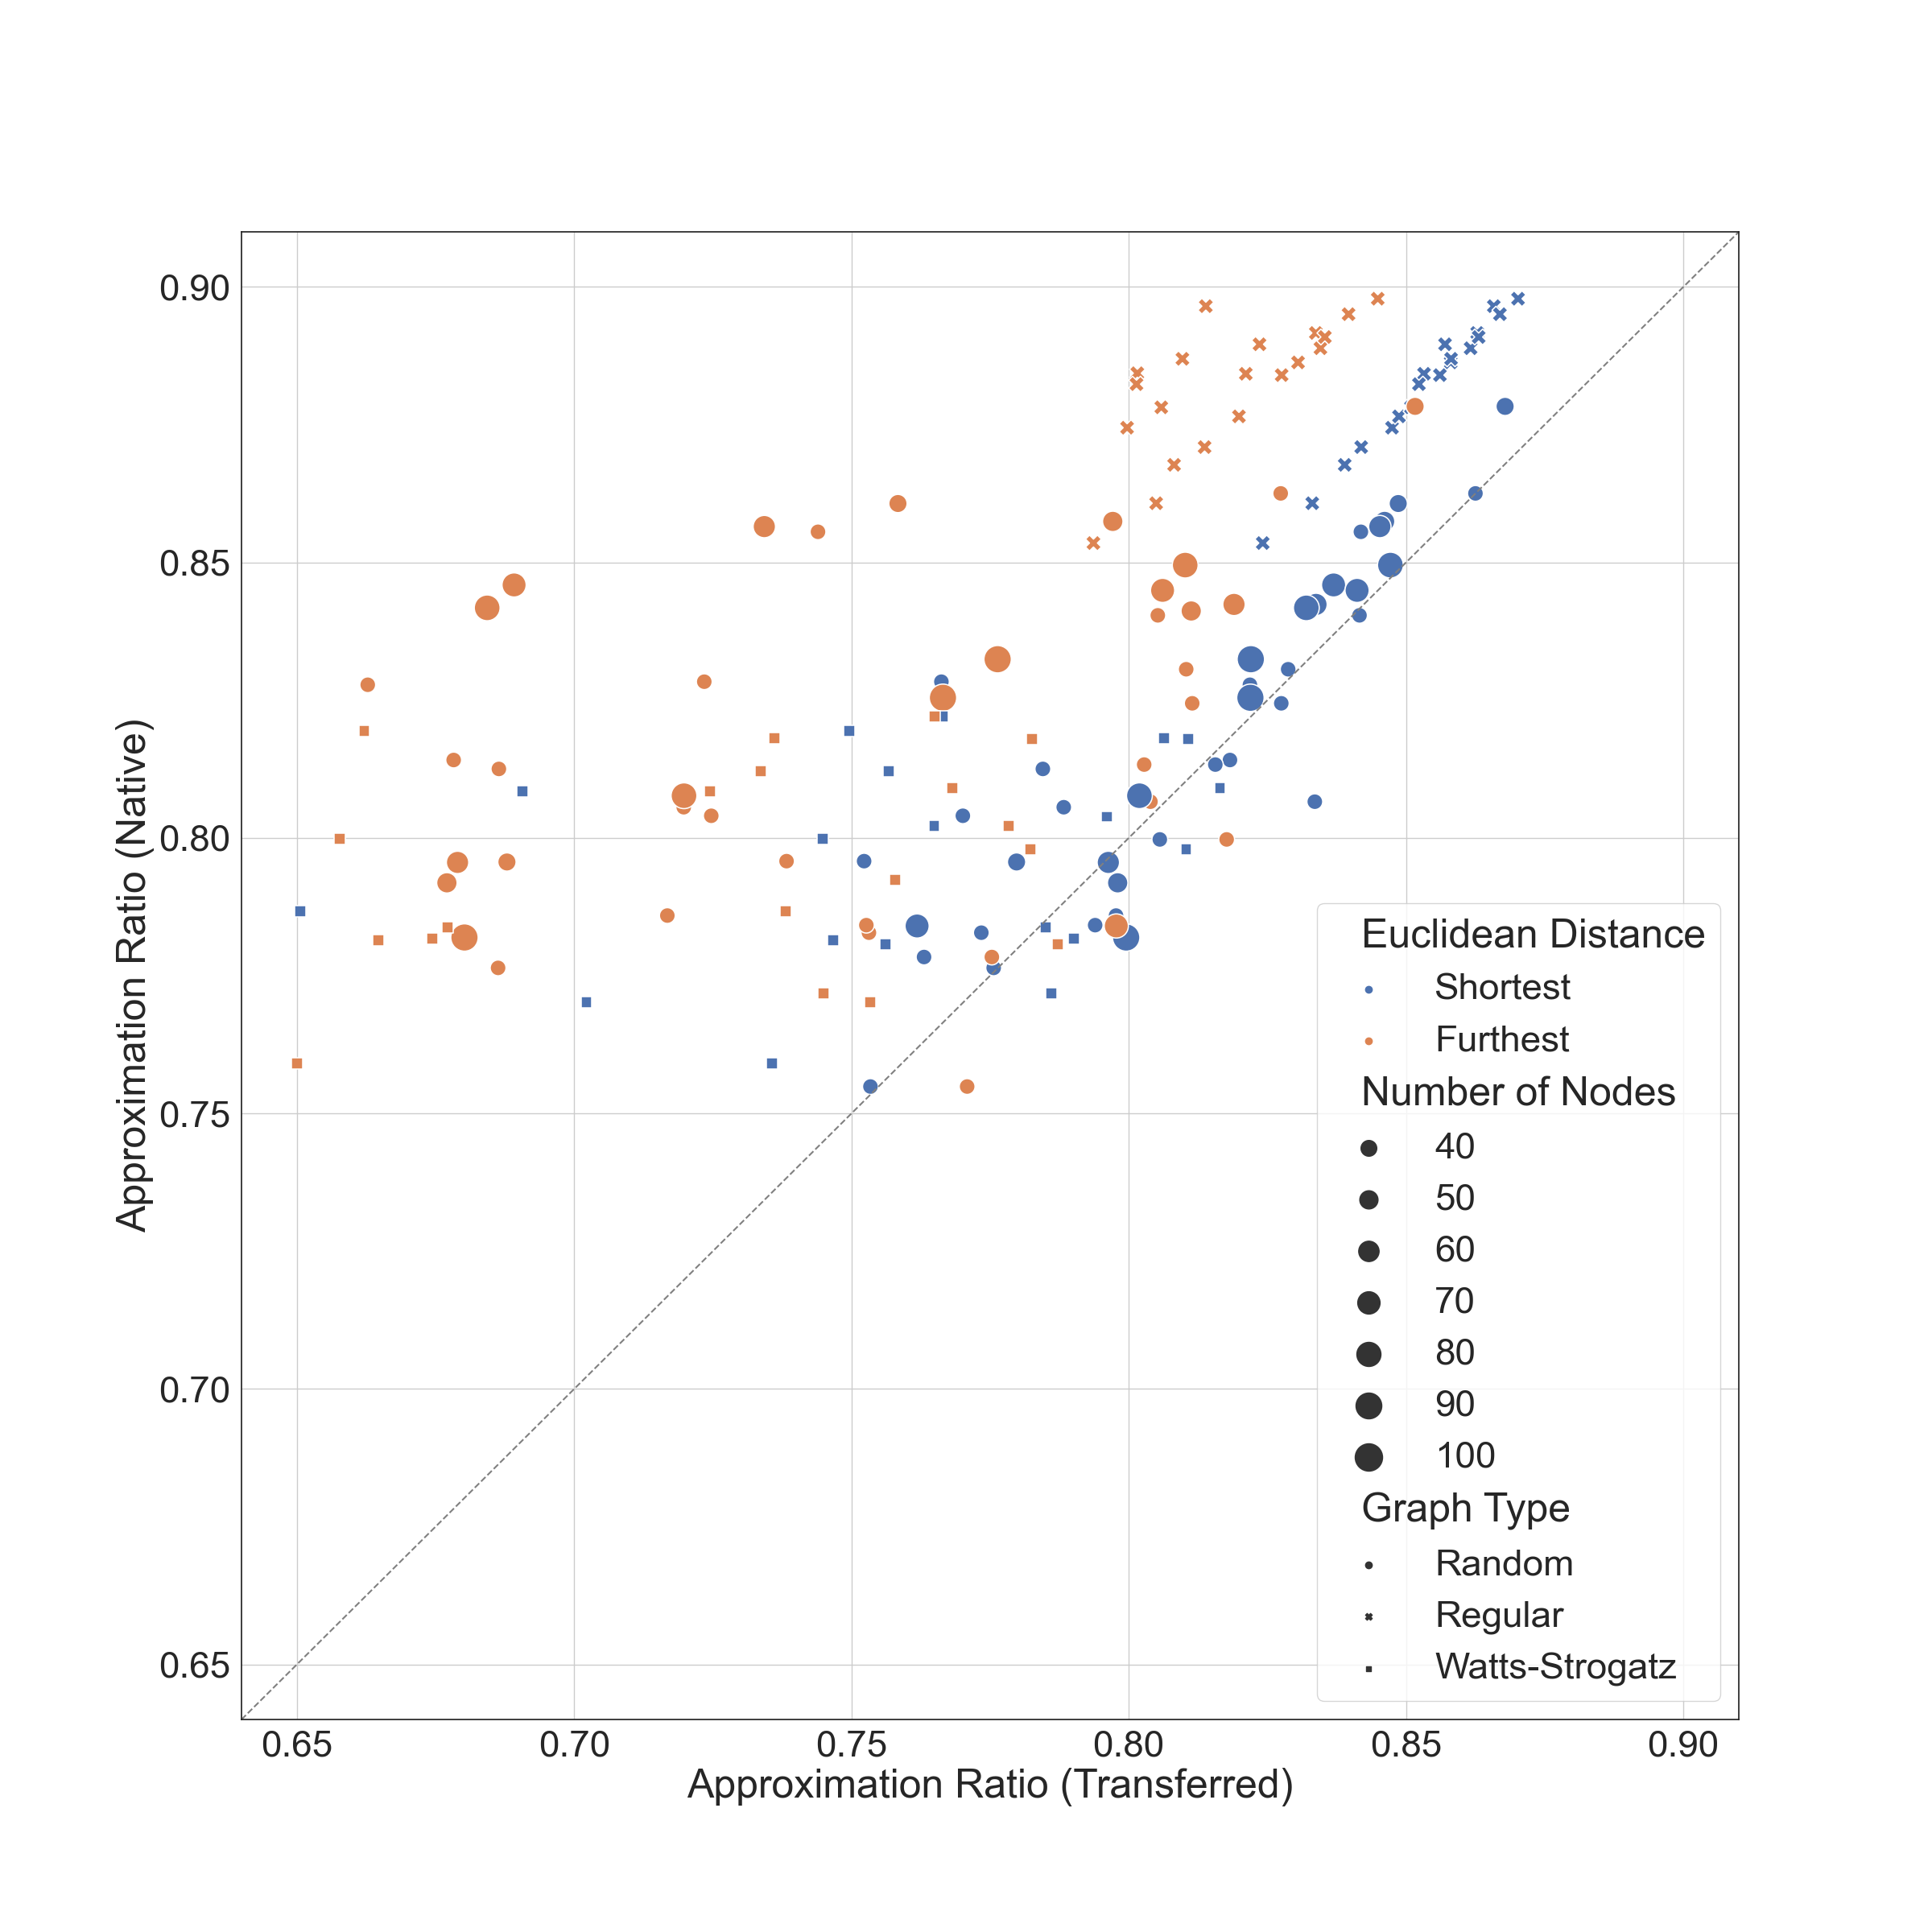 0.90
0.85
0.80
0.75
0.70
0.65
Approximation Ratio (Native)
0.65 0.70 0.75 0.80 0.85 0.90
Approximation Ratio (Transferred)
Euclidean Distance
Shortest
Furthest
Number of Nodes
40
50
60
70
80
90
100
Graph Type
Random
Regular
Watts-Strogatz